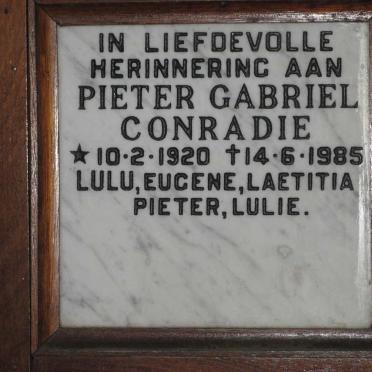 IN LIEFDEVOLLE
HERINNERING AAN
PIETER GABRIEL
CONRADIE
★10·2·1920 †14·6·1985
LULU, EUGENE, LAETITIA
PIETER, LULIE.